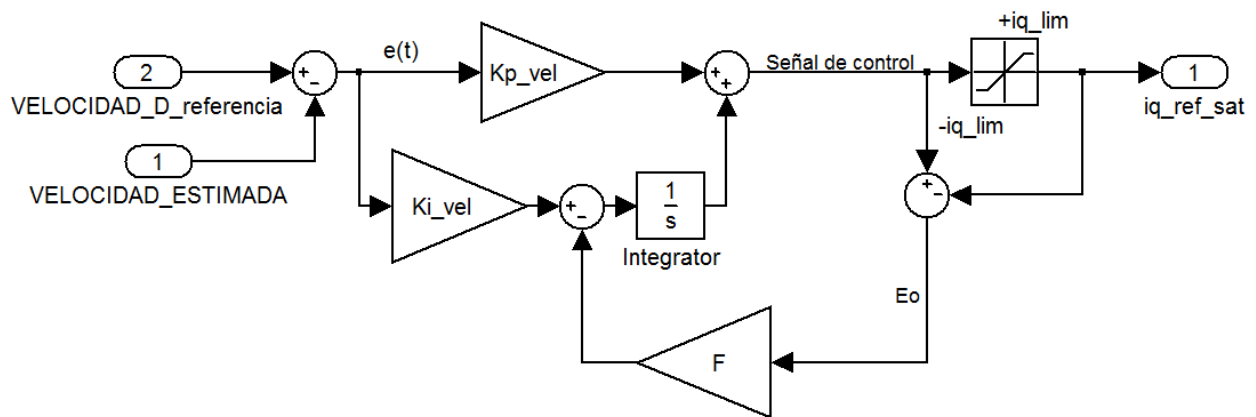 +iq_lim
e(t)
Kp_vel
Señal de control
2
+
-
+
+
1
VELOCIDAD_D_referencia
iq_ref_sat
-iq_lim
1
VELOCIDAD_ESTIMADA
Ki_vel
+
-
1
s
+
-
Integrator
Eo
F